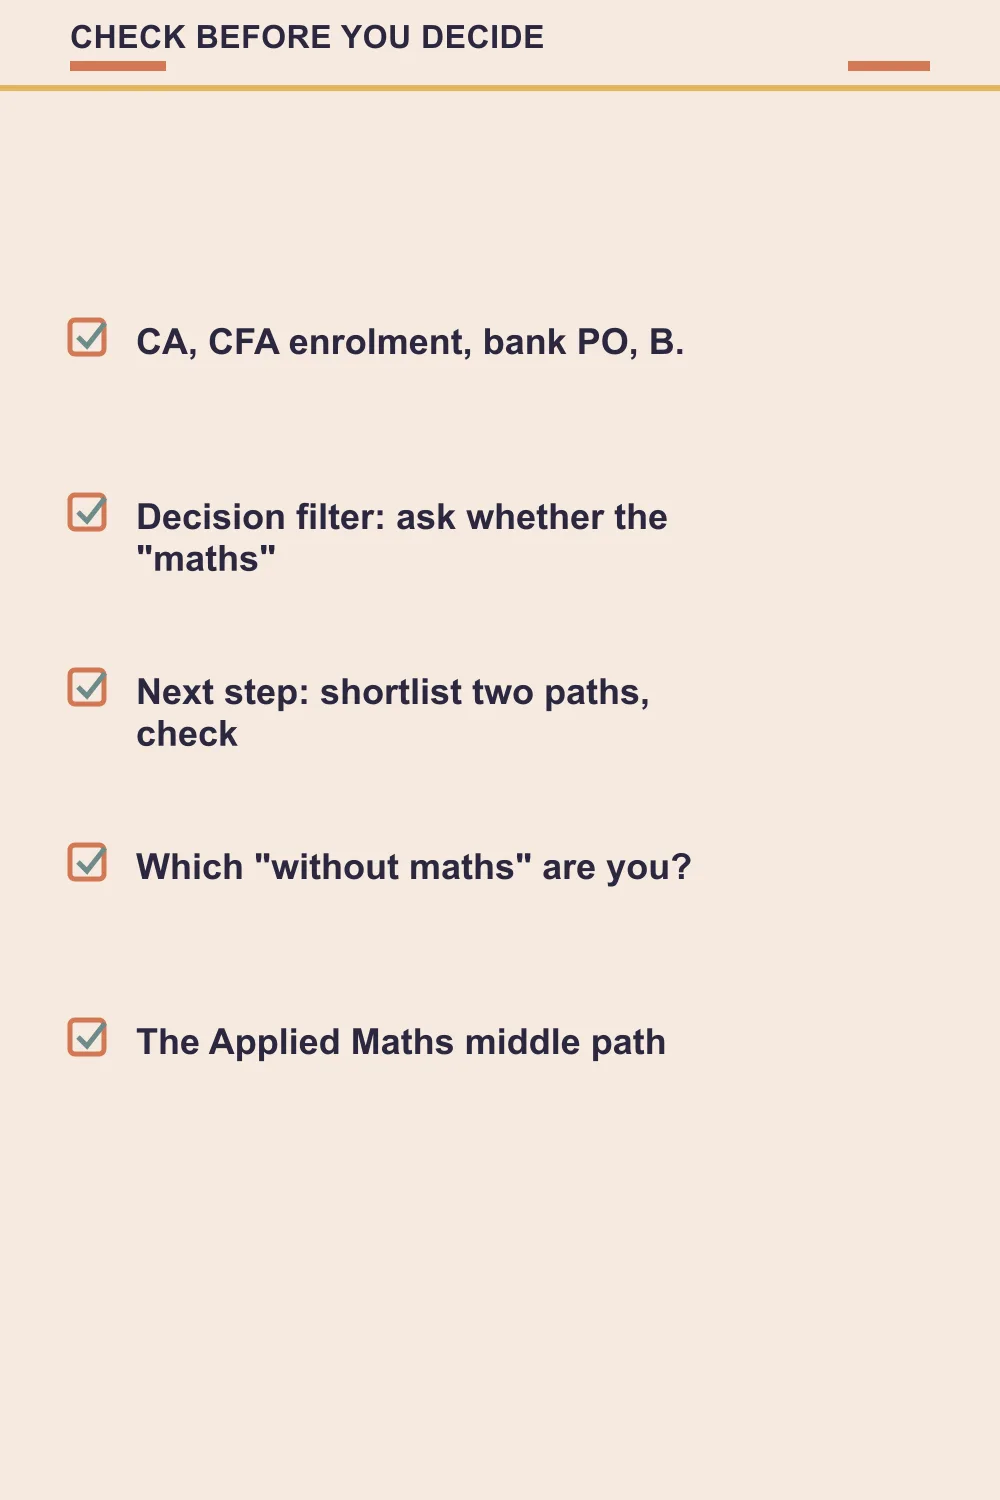 CHECK BEFORE YOU DECIDE
CA, CFA enrolment, bank PO, B.
Decision filter: ask whether the
"maths"
Next step: shortlist two paths,
check
Which "without maths" are you?
The Applied Maths middle path